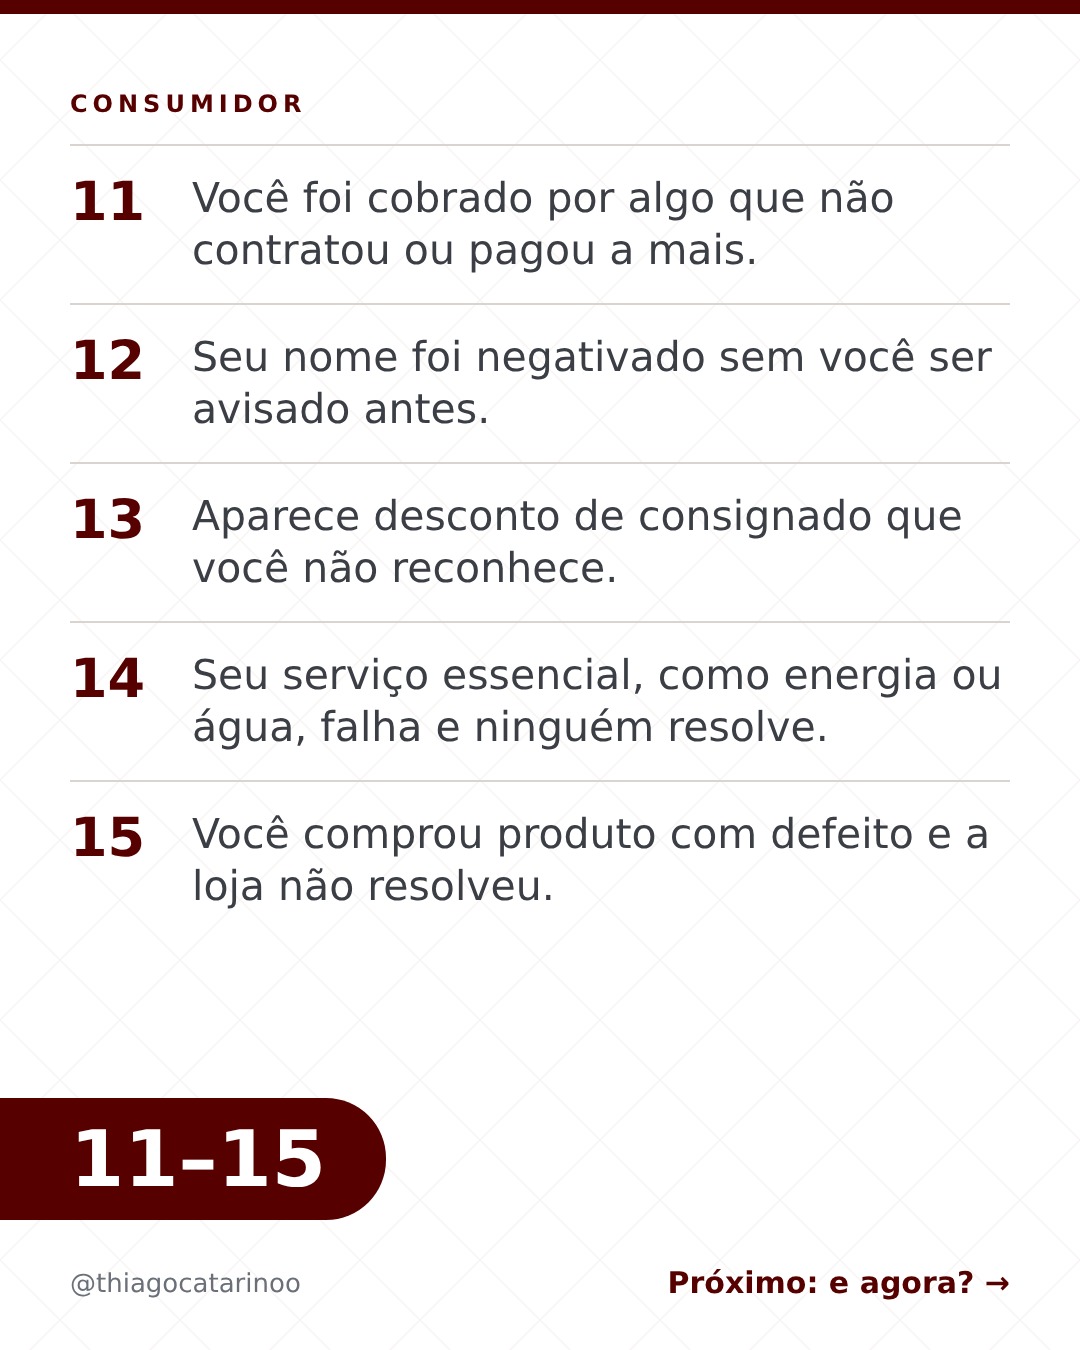 CONSUMIDOR
11 Você foi cobrado por algo que não
contratou ou pagou a mais.
12 Seu nome foi negativado sem você ser
avisado antes.
13 Aparece desconto de consignado que
você não reconhece.
14 Seu serviço essencial, como energia ou
água, falha e ninguém resolve.
15 Você comprou produto com defeito e a
loja não resolveu.
11–15
@thiagocatarinoo
Próximo: e agora? →